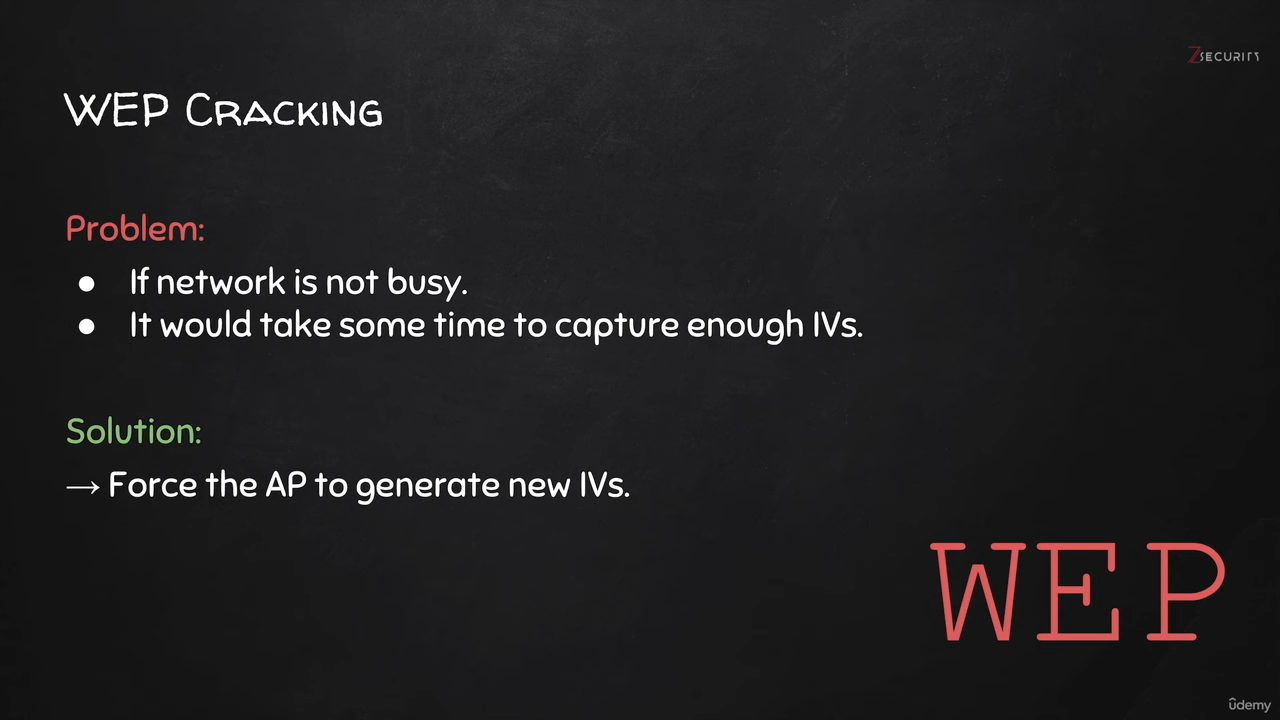 ZSECURITY
WEP CRACKING
Problem:
● If network is not busy.
● It would take some time to capture enough IVs.
Solution:
→ Force the AP to generate new IVs.
WEP
ûdemy